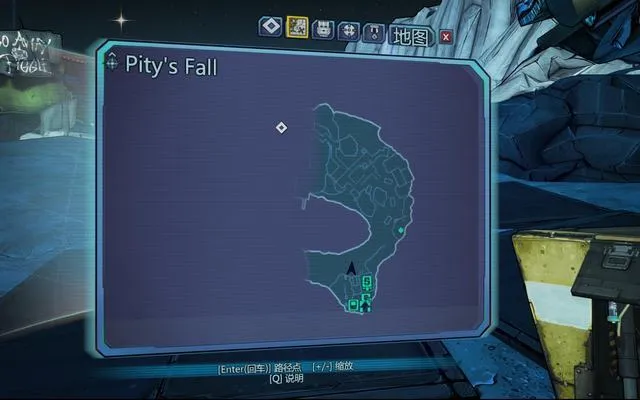 地图
Pity's Fall
[Enter(回车)] 路径点 [+/-] 缩放
[Q] 说明